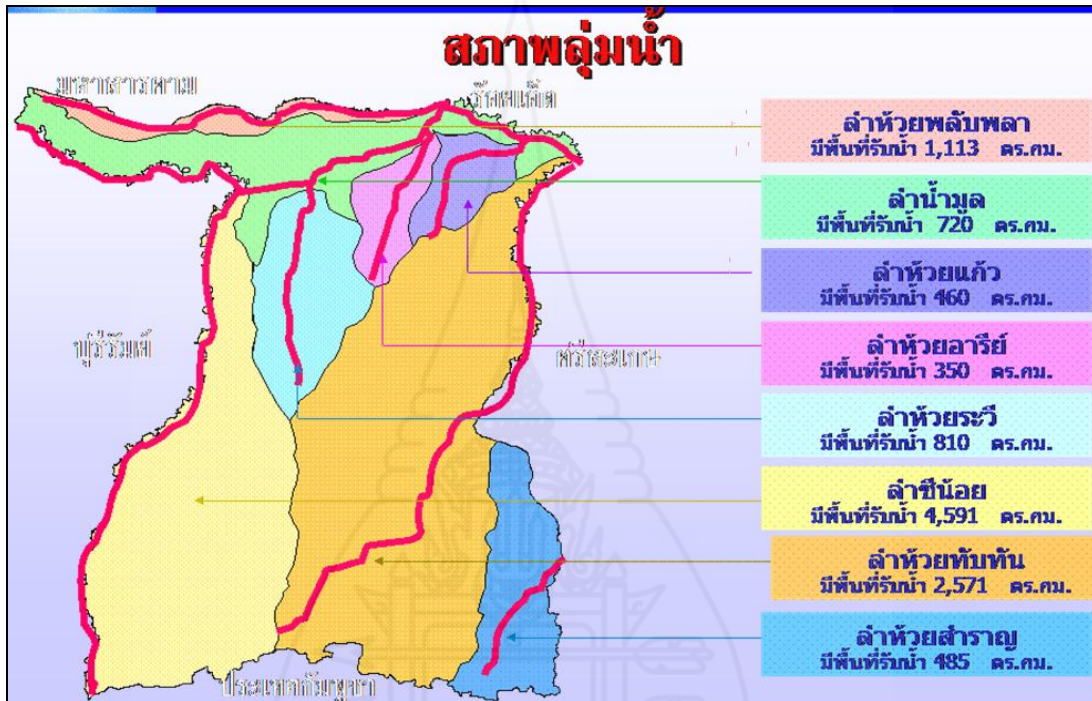 สภาพลุ่มน้ำ
มหาสารคาม
ร้อยเอ็ด
ลำห้วยพลับพลา
มีพื้นที่รับน้ำ 1,113 ตร.กม.
ลำน้ำมูล
มีพื้นที่รับน้ำ 720 ตร.กม.
ลำห้วยแก้ว
มีพื้นที่รับน้ำ 460 ตร.กม.
บุรีรัมย์
ศรีสะเกษ
ลำห้วยอารีย์
มีพื้นที่รับน้ำ 350 ตร.กม.
ลำห้วยระวี
มีพื้นที่รับน้ำ 810 ตร.กม.
ลำชีน้อย
มีพื้นที่รับน้ำ 4,591 ตร.กม.
ลำห้วยทับทัน
มีพื้นที่รับน้ำ 2,571 ตร.กม.
ลำห้วยสำราญ
มีพื้นที่รับน้ำ 485 ตร.กม.
ประเทศกัมพูชา